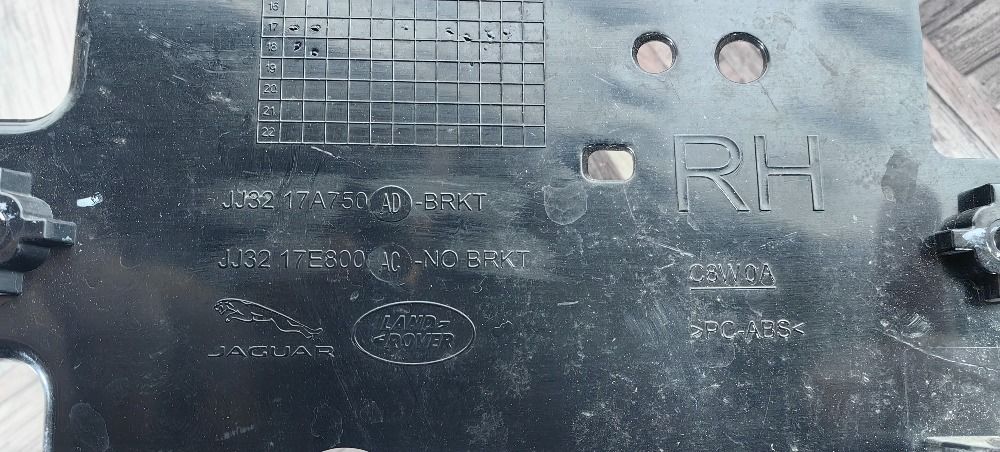 16
17
18
19
20
21
22
RH
JJ32 17A750 AD -BRKT
JJ32 17E800 AC -NO BRKT
C8W0A
JAGUAR
LAND-
ROVER
>PC-ABS<